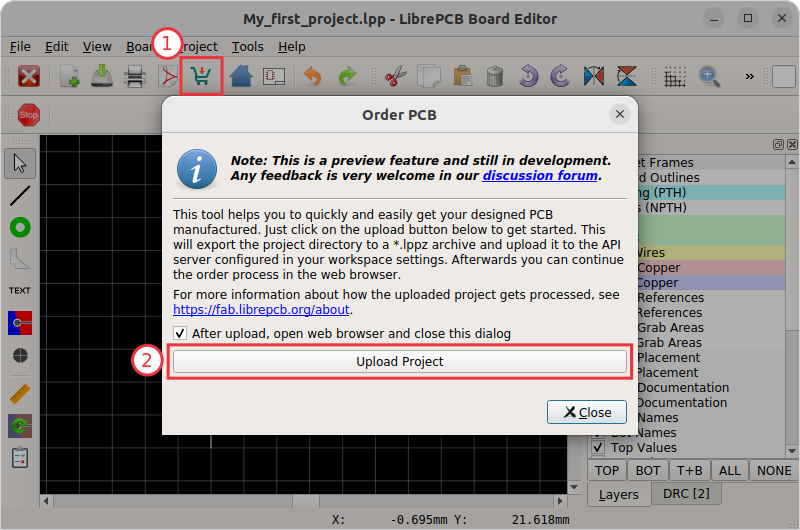 My_first_project.lpp - LibrePCB Board Editor
File Edit View Boar Project Tools Help
1
»
Stop
Order PCB
Note: This is a preview feature and still in development.
Any feedback is very welcome in our discussion forum.
This tool helps you to quickly and easily get your designed PCB
manufactured. Just click on the upload button below to get started. This
will export the project directory to a *.lppz archive and upload it to the API
server configured in your workspace settings. Afterwards you can continue
the order process in the web browser.
For more information about how the uploaded project gets processed, see
https://fab.librepcb.org/about.
After upload, open web browser and close this dialog
2
Upload Project
Close
TEXT
et Frames
rd Outlines
ng (PTH)
s (NPTH)
Wires
Copper
Copper
References
References
Grab Areas
Grab Areas
Placement
Placement
Documentation
Documentation
Names
Bot Names
Top Values
TOP BOT T+B ALL NONE
Layers DRC [2]
X: -0.695mm Y: 21.618mm